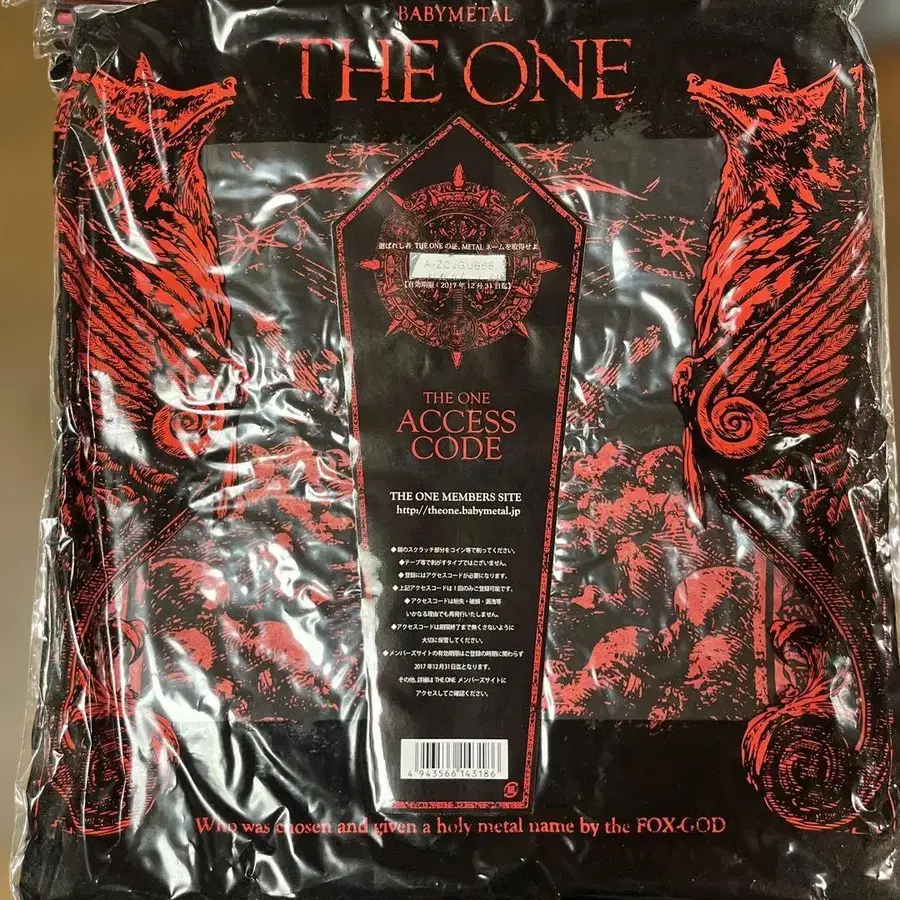 BABYMETAL
THE ONE
選ばれし者 THE ONE の証、METAL ネームを取得せよ
【有効期限：2017年12月31日迄】
THE ONE
ACCESS
CODE
THE ONE MEMBERS SITE
http://theone.babymetal.jp
◆銀のスクラッチ部分をコイン等で削ってください。
◆テープ等で剥がすタイプではございません。
◆登録にはアクセスコードが必要になります。
◆上記アクセスコードは1回のみご登録可能です。
◆アクセスコードは紛失・破損・漏洩等
いかなる理由でも再発行いたしません。
◆アクセスコードは期限終了まで無くさないように
大切に保管してください。
◆メンバーズサイトの有効期限はご登録の時期に関わらず
2017年12月31日迄となります。
その他、詳細は THE ONE メンバーズサイトに
アクセスしてご確認ください。
4 943566 143186
Who was chosen and given a holy metal name by the FOX-GOD